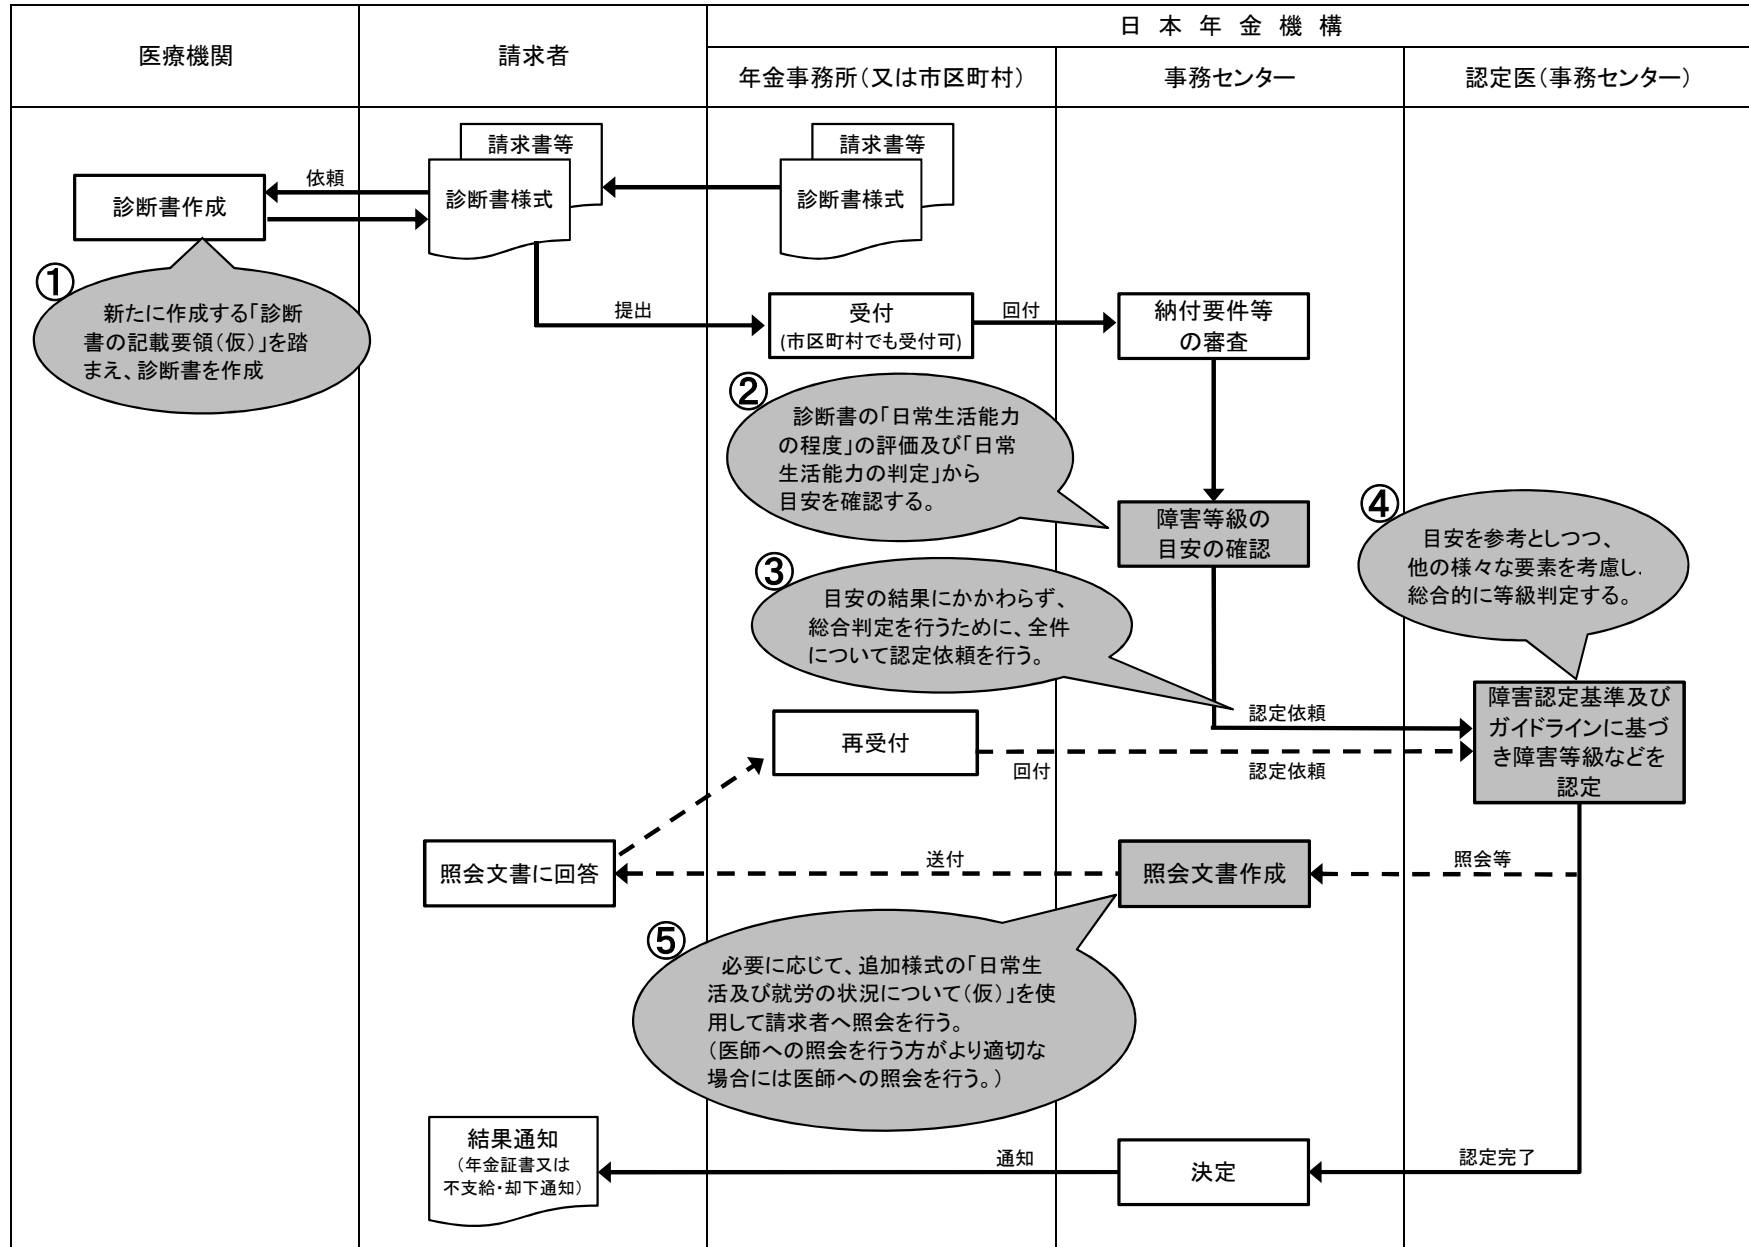 医療機関
請求者
日本年金機構
年金事務所(又は市区町村)
事務センター
認定医(事務センター)
請求書等
診断書様式
請求書等
診断書様式
依頼
診断書作成
①
新たに作成する「診断
書の記載要領(仮)」を踏
まえ、診断書を作成
提出
受付
(市区町村でも受付可)
回付
納付要件等
の審査
②
診断書の「日常生活能力
の程度」の評価及び「日常
生活能力の判定」から
目安を確認する。
障害等級の
目安の確認
③
目安の結果にかかわらず、
総合判定を行うために、全件
について認定依頼を行う。
④
目安を参考としつつ、
他の様々な要素を考慮し、
総合的に等級判定する。
認定依頼
障害認定基準及び
ガイドラインに基づ
き障害等級などを
認定
再受付
回付
認定依頼
照会文書に回答
送付
照会文書作成
照会等
⑤
必要に応じて、追加様式の「日常生
活及び就労の状況について(仮)」を使
用して請求者へ照会を行う。
(医師への照会を行う方がより適切な
場合には医師への照会を行う。)
結果通知
(年金証書又は
不支給・却下通知)
通知
決定
認定完了